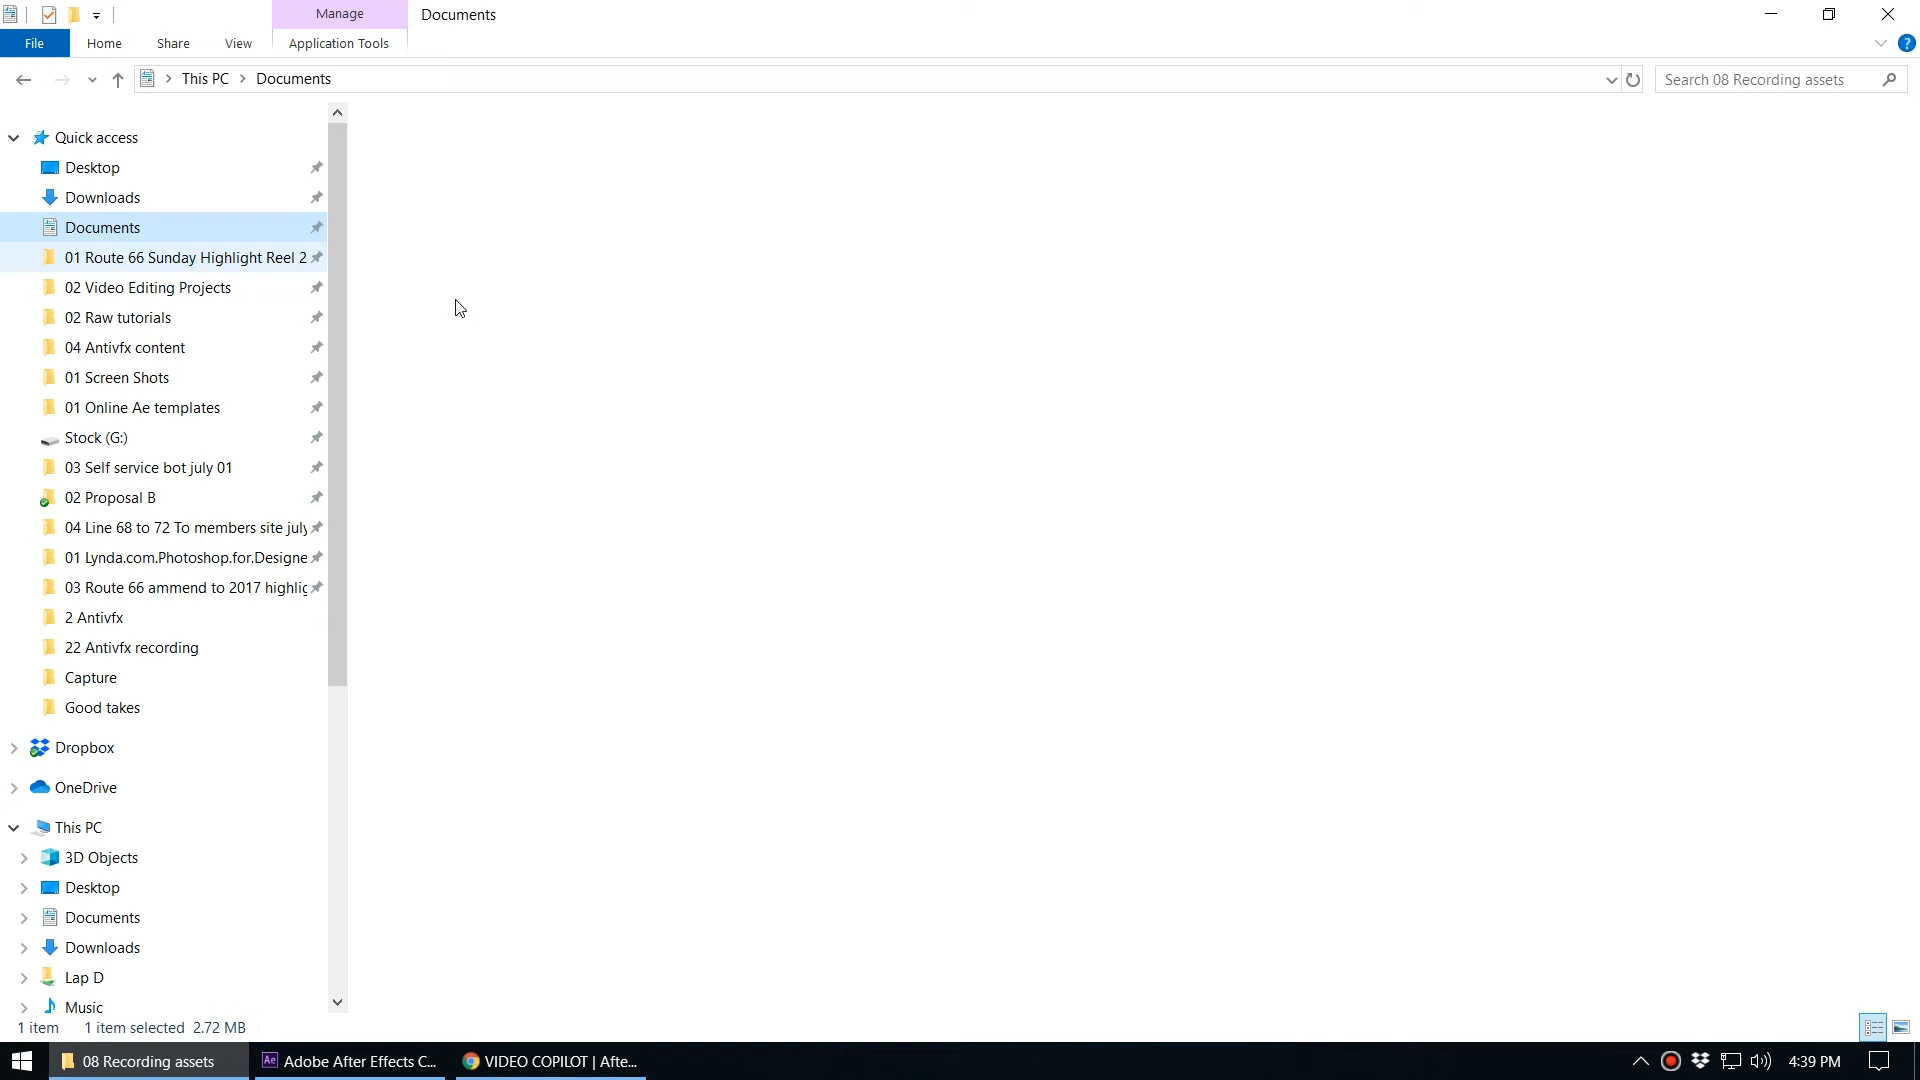 Manage
Documents
File
Home
Share
View
Application Tools
This PC
Documents
Search 08 Recording assets
Quick access
Desktop
Downloads
Documents
01 Route 66 Sunday Highlight Reel 2
02 Video Editing Projects
02 Raw tutorials
04 Antivfx content
01 Screen Shots
01 Online Ae templates
Stock (G:)
03 Self service bot july 01
02 Proposal B
04 Line 68 to 72 To members site july
01 Lynda.com.Photoshop.for.Designe
03 Route 66 ammend to 2017 highlig
2 Antivfx
22 Antivfx recording
Capture
Good takes
Dropbox
OneDrive
This PC
3D Objects
Desktop
Documents
Downloads
Lap D
Music
1 item 1 item selected 2.72 MB
08 Recording assets
Ae Adobe After Effects C...
VIDEO COPILOT | Afte...
4:39 PM